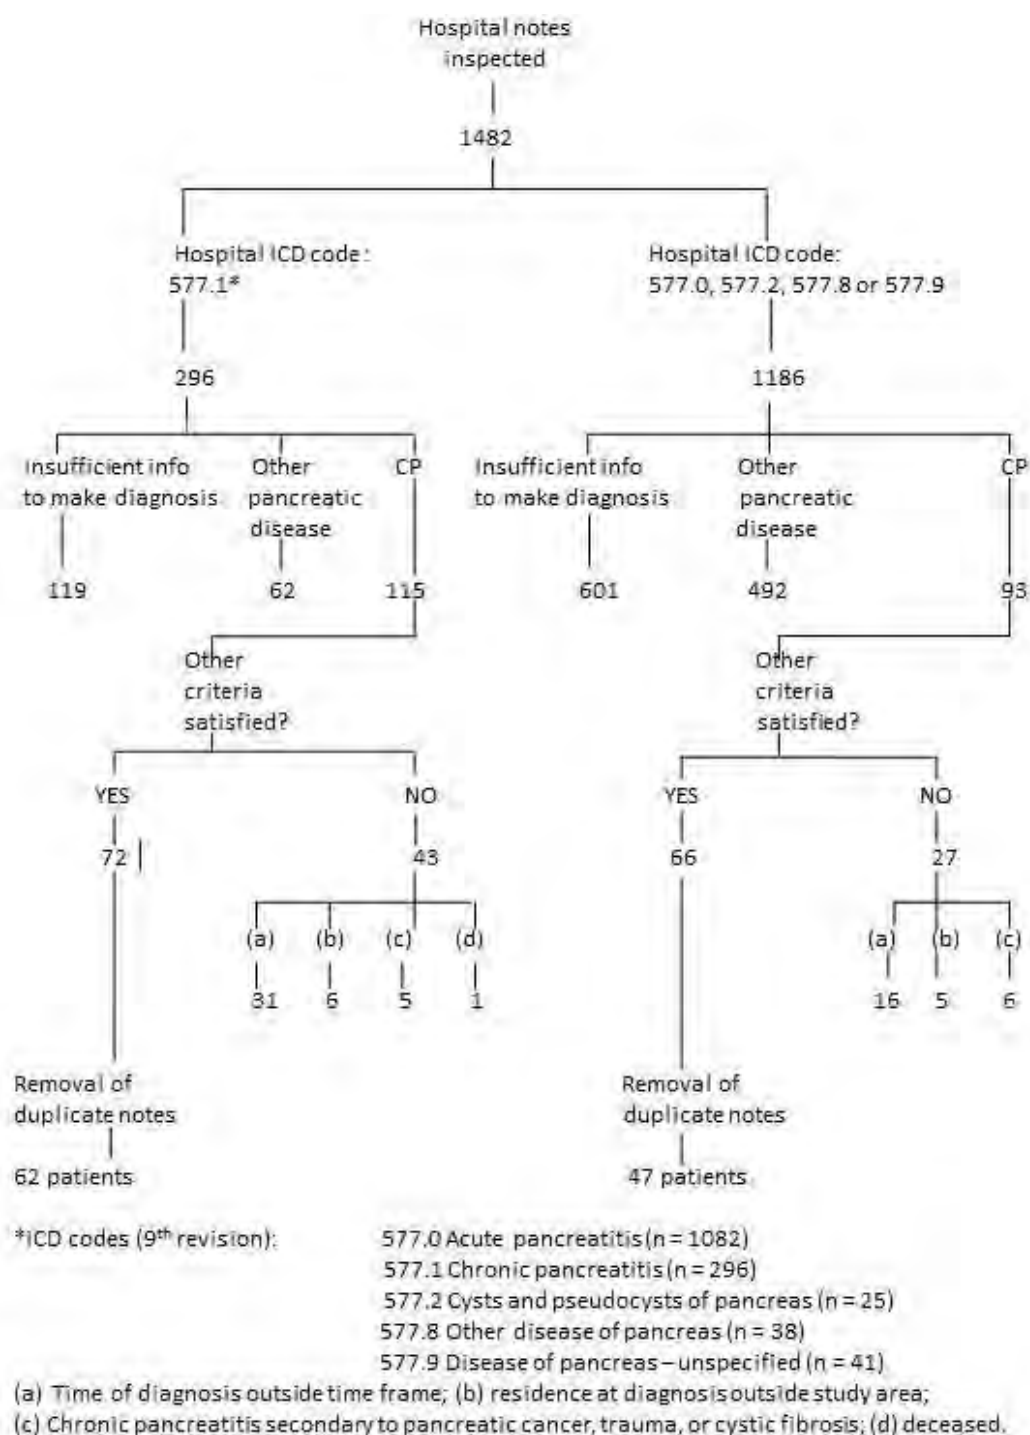 Hospital notes
inspected
1482
Hospital ICD code:
577.1*
Hospital ICD code:
577.0, 577.2, 577.8 or 577.9
296
1186
Insufficient info
to make diagnosis
Other
pancreatic
disease
CP
Insufficient info
to make diagnosis
Other
pancreatic
disease
CP
119
62
115
601
492
93
Other
criteria
satisfied?
Other
criteria
satisfied?
YES
NO
YES
NO
72
43
66
27
(a)
(b)
(c)
(d)
(a)
(b)
(c)
31
6
5
1
16
5
6
Removal of
duplicate notes
Removal of
duplicate notes
62 patients
47 patients
*ICD codes (9th revision):
577.0 Acute pancreatitis (n = 1082)
577.1 Chronic pancreatitis (n = 296)
577.2 Cysts and pseudocysts of pancreas (n = 25)
577.8 Other disease of pancreas (n = 38)
577.9 Disease of pancreas – unspecified (n = 41)
(a) Time of diagnosis outside time frame; (b) residence at diagnosis outside study area;
(c) Chronic pancreatitis secondary to pancreatic cancer, trauma, or cystic fibrosis; (d) deceased.